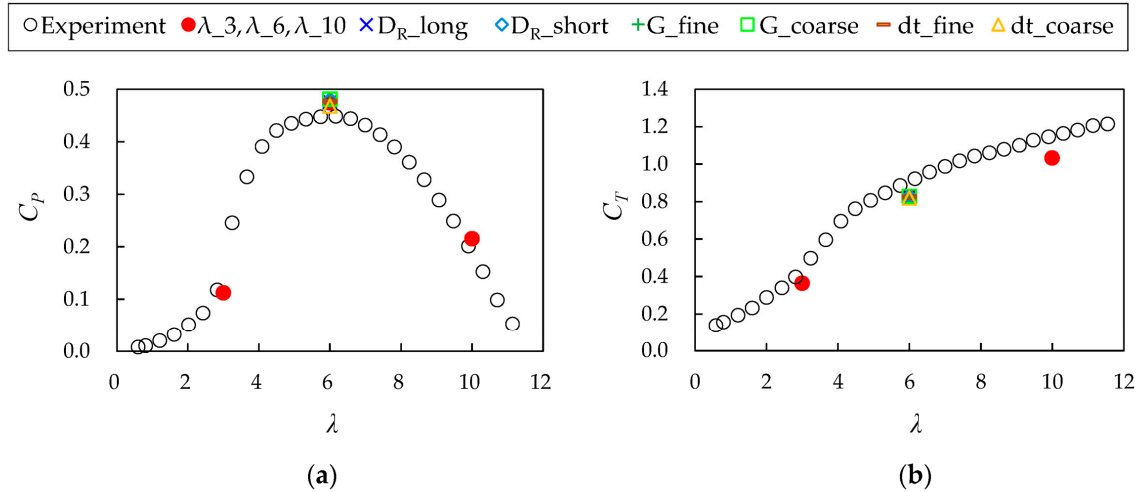 Experiment λ_3, λ_6, λ_10 D_R_long D_R_short G_fine G_coarse dt_fine dt_coarse
0.5
0.4
0.3
0.2
0.1
0.0
C_P
0 2 4 6 8 10 12
λ
(a)
1.4
1.2
1.0
0.8
0.6
0.4
0.2
0.0
C_T
0 2 4 6 8 10 12
λ
(b)